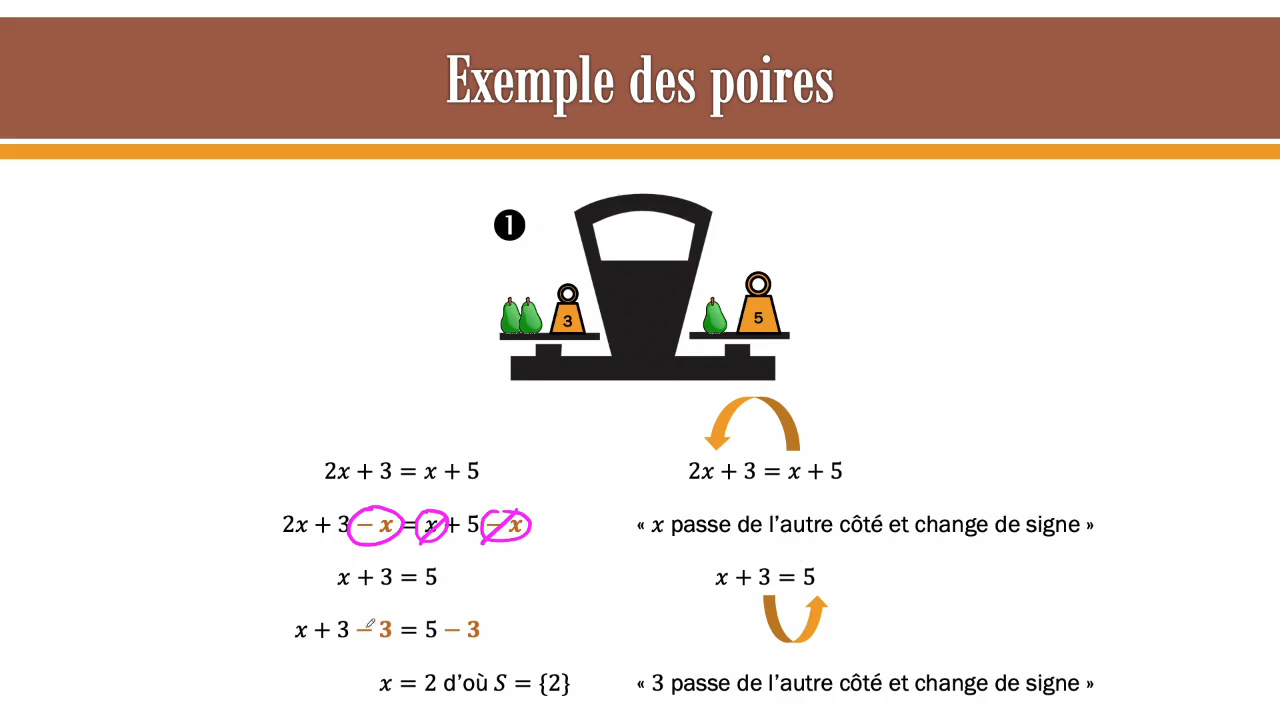 Exemple des poires
❶
3
5
2x + 3 = x + 5
2x + 3 = x + 5
2x + 3 − x = x + 5 − x
« x passe de l’autre côté et change de signe »
x + 3 = 5
x + 3 = 5
x + 3 − 3 = 5 − 3
x = 2 d’où S = {2}
« 3 passe de l’autre côté et change de signe »